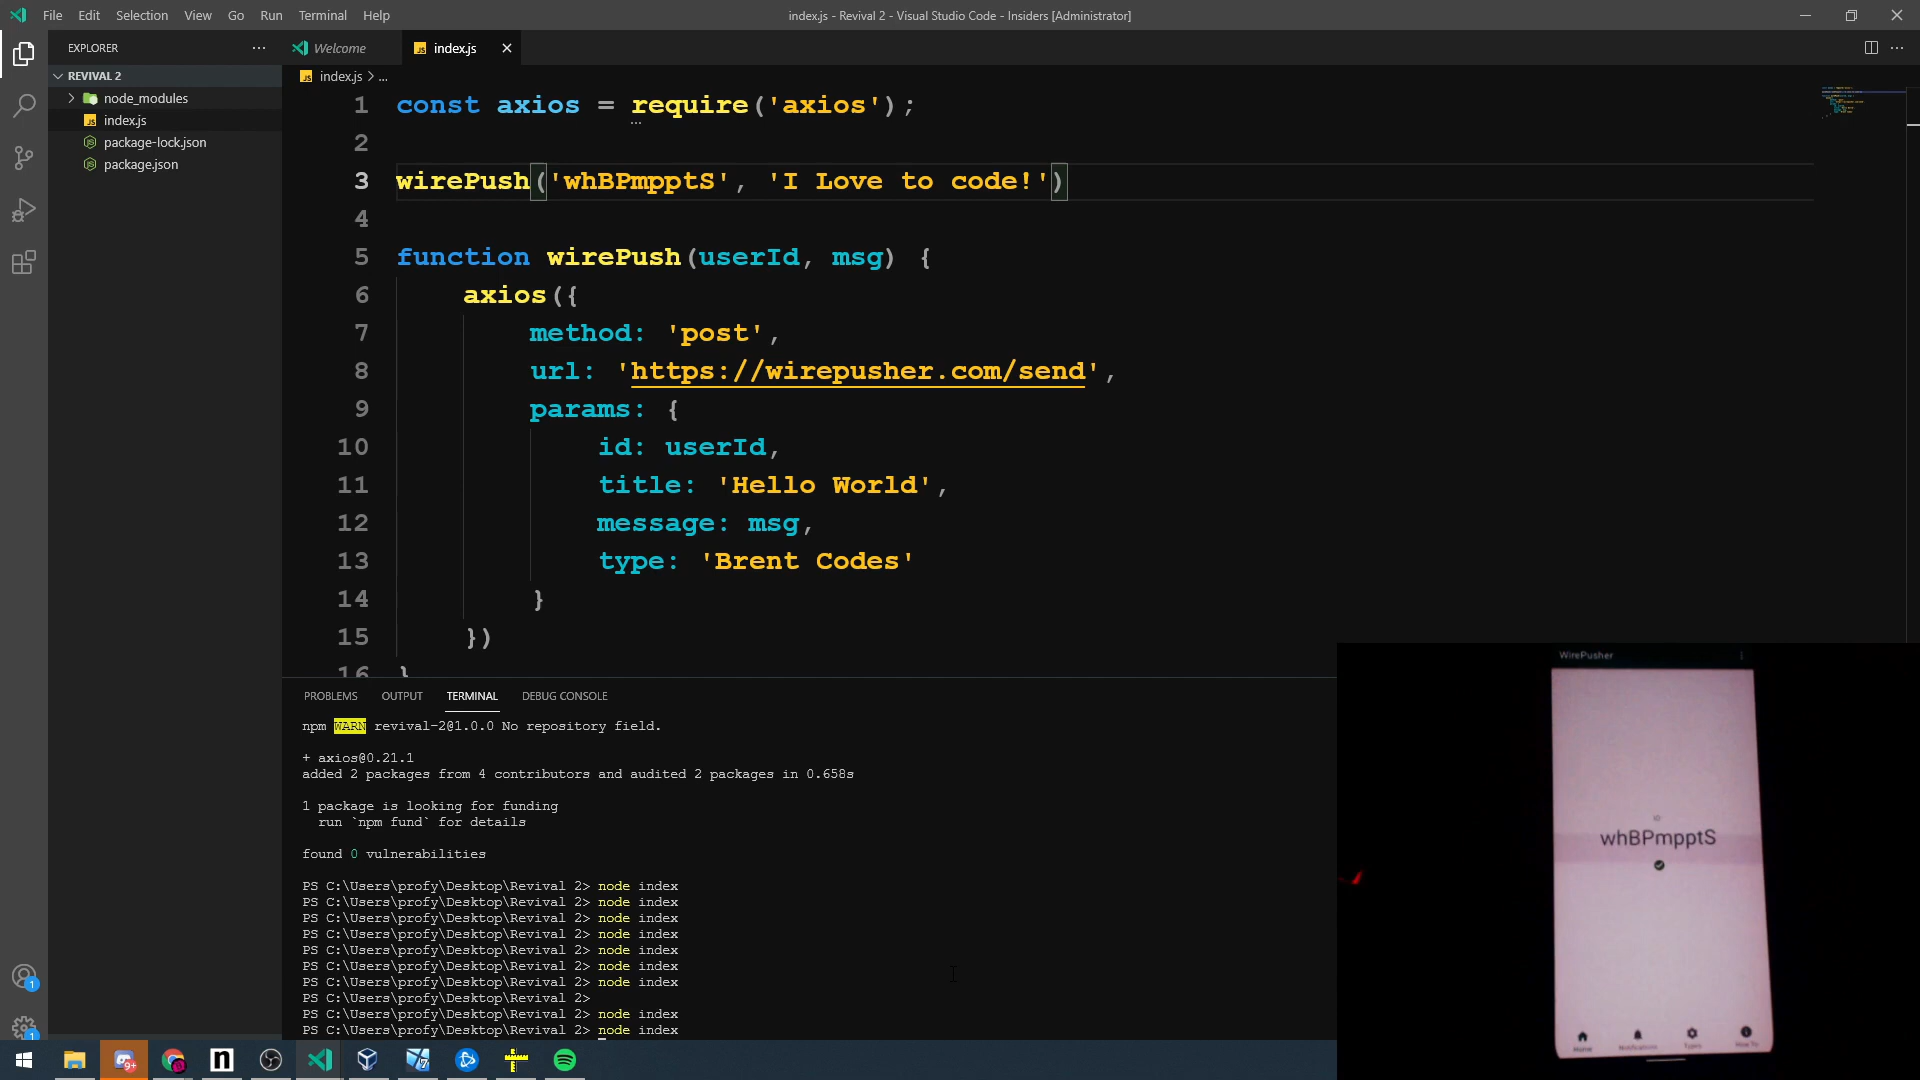 File Edit Selection View Go Run Terminal Help
index.js - Revival 2 - Visual Studio Code - Insiders [Administrator]
EXPLORER
REVIVAL 2
node_modules
index.js
package-lock.json
package.json
Welcome
index.js
index.js > ...
1 const axios = require('axios');
2
3 wirePush('whBPmpptS', 'I Love to code!')
4
5 function wirePush(userId, msg) {
6 axios({
7 method: 'post',
8 url: 'https://wirepusher.com/send',
9 params: {
10 id: userId,
11 title: 'Hello World',
12 message: msg,
13 type: 'Brent Codes'
14 }
15 })
16 }
PROBLEMS OUTPUT TERMINAL DEBUG CONSOLE
npm WARN revival-2@1.0.0 No repository field.
+ axios@0.21.1
added 2 packages from 4 contributors and audited 2 packages in 0.658s
1 package is looking for funding
run `npm fund` for details
found 0 vulnerabilities
PS C:\Users\profy\Desktop\Revival 2> node index
PS C:\Users\profy\Desktop\Revival 2> node index
PS C:\Users\profy\Desktop\Revival 2> node index
PS C:\Users\profy\Desktop\Revival 2> node index
PS C:\Users\profy\Desktop\Revival 2> node index
PS C:\Users\profy\Desktop\Revival 2> node index
PS C:\Users\profy\Desktop\Revival 2> node index
PS C:\Users\profy\Desktop\Revival 2>
PS C:\Users\profy\Desktop\Revival 2> node index
PS C:\Users\profy\Desktop\Revival 2> node index
1
1
9+
WirePusher
ID
whBPmpptS
Home Notifications Types How To